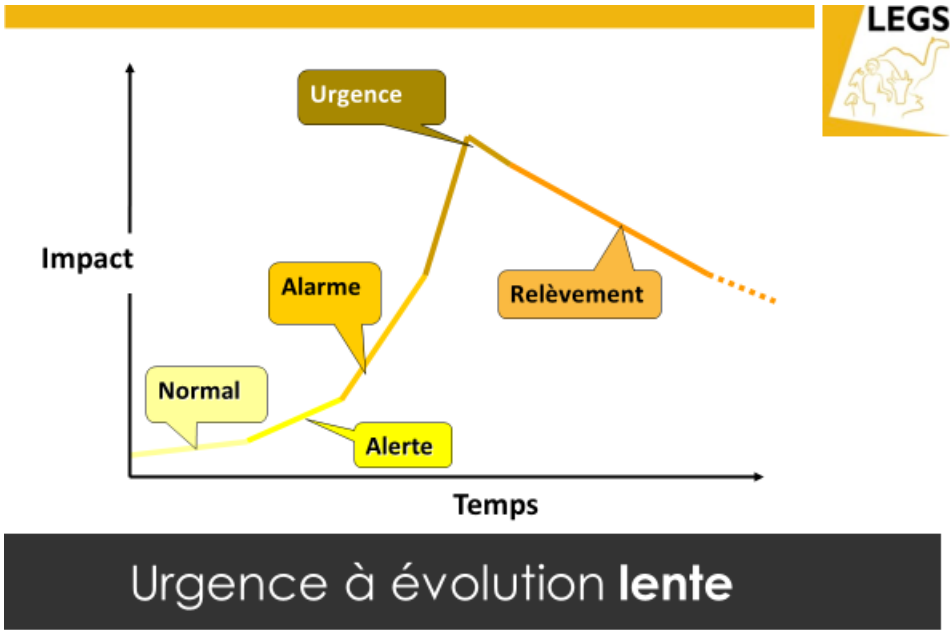 LEGS
Urgence
Impact
Alarme
Relèvement
Normal
Alerte
Temps
Urgence à évolution lente